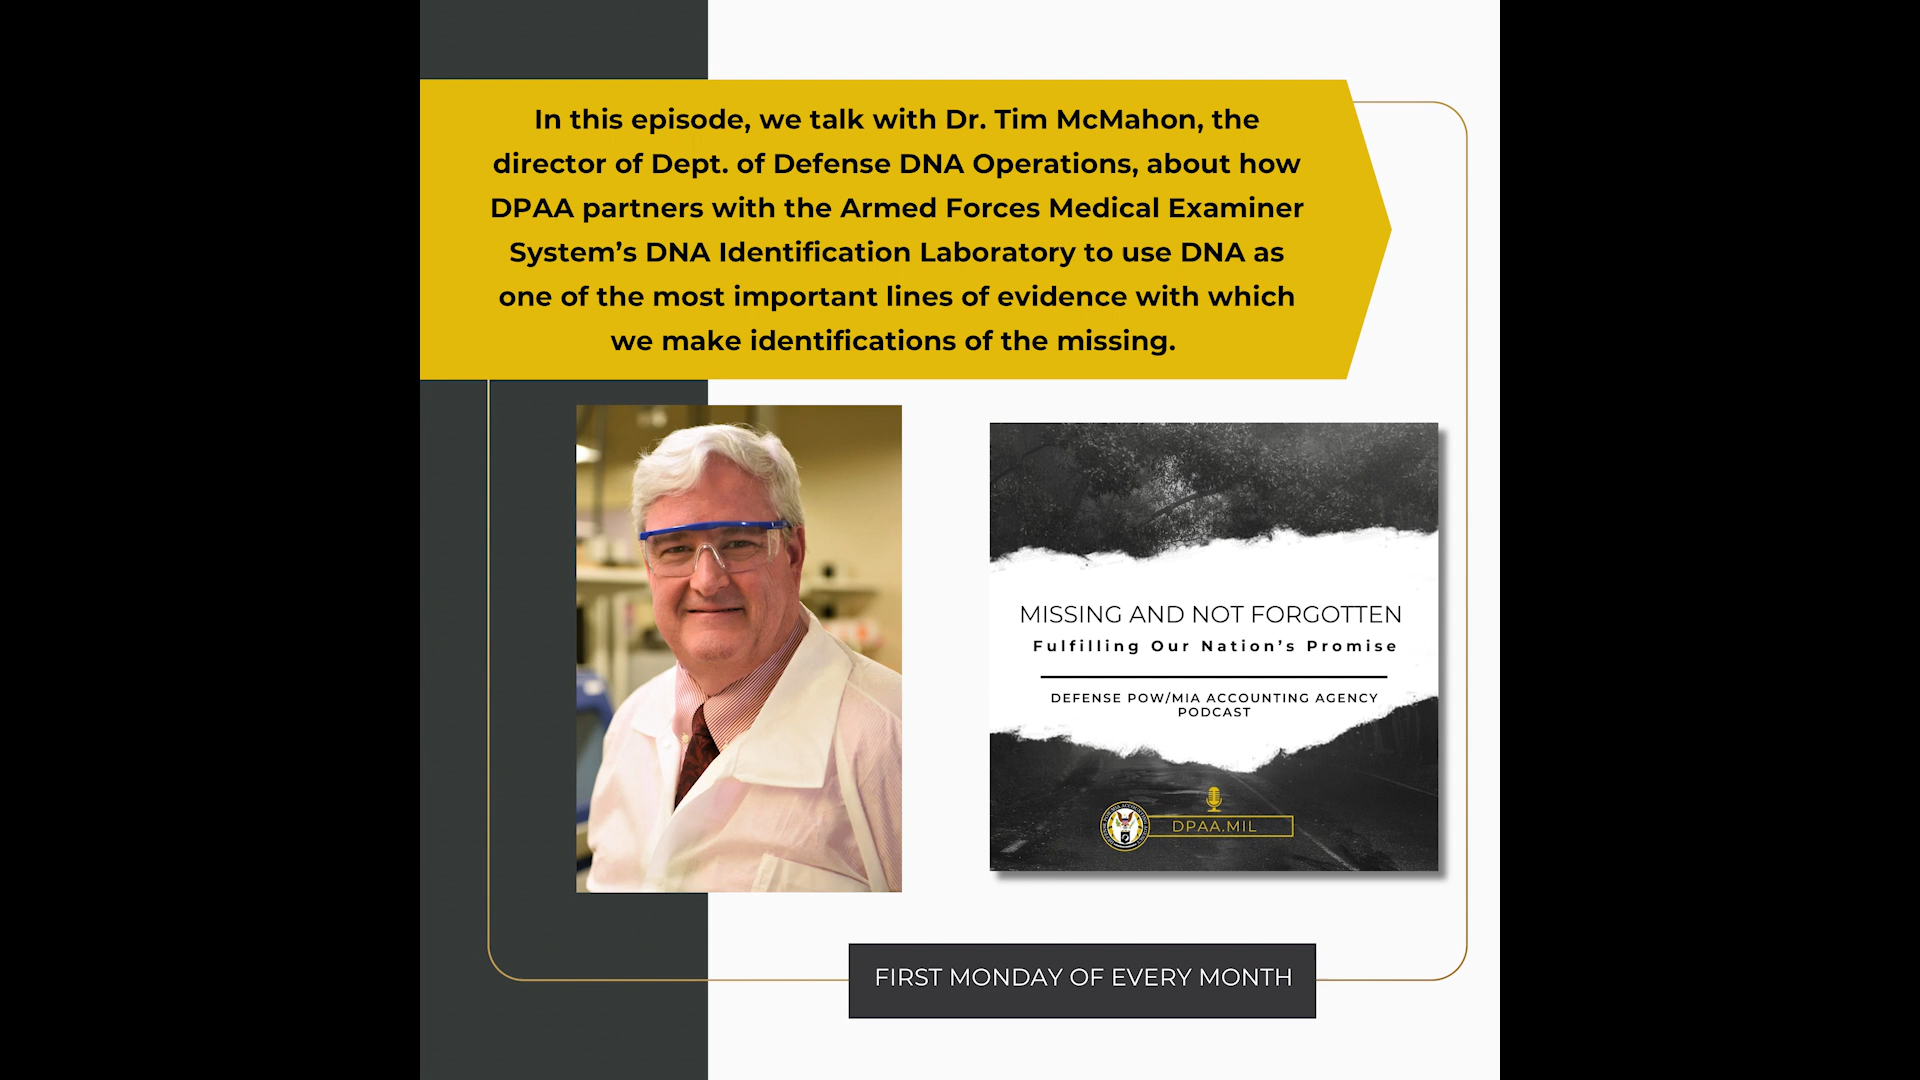 In this episode, we talk with Dr. Tim McMahon, the
director of Dept. of Defense DNA Operations, about how
DPAA partners with the Armed Forces Medical Examiner
System’s DNA Identification Laboratory to use DNA as
one of the most important lines of evidence with which
we make identifications of the missing.
MISSING AND NOT FORGOTTEN
Fulfilling Our Nation’s Promise
DEFENSE POW/MIA ACCOUNTING AGENCY
PODCAST
DPAA.MIL
FIRST MONDAY OF EVERY MONTH